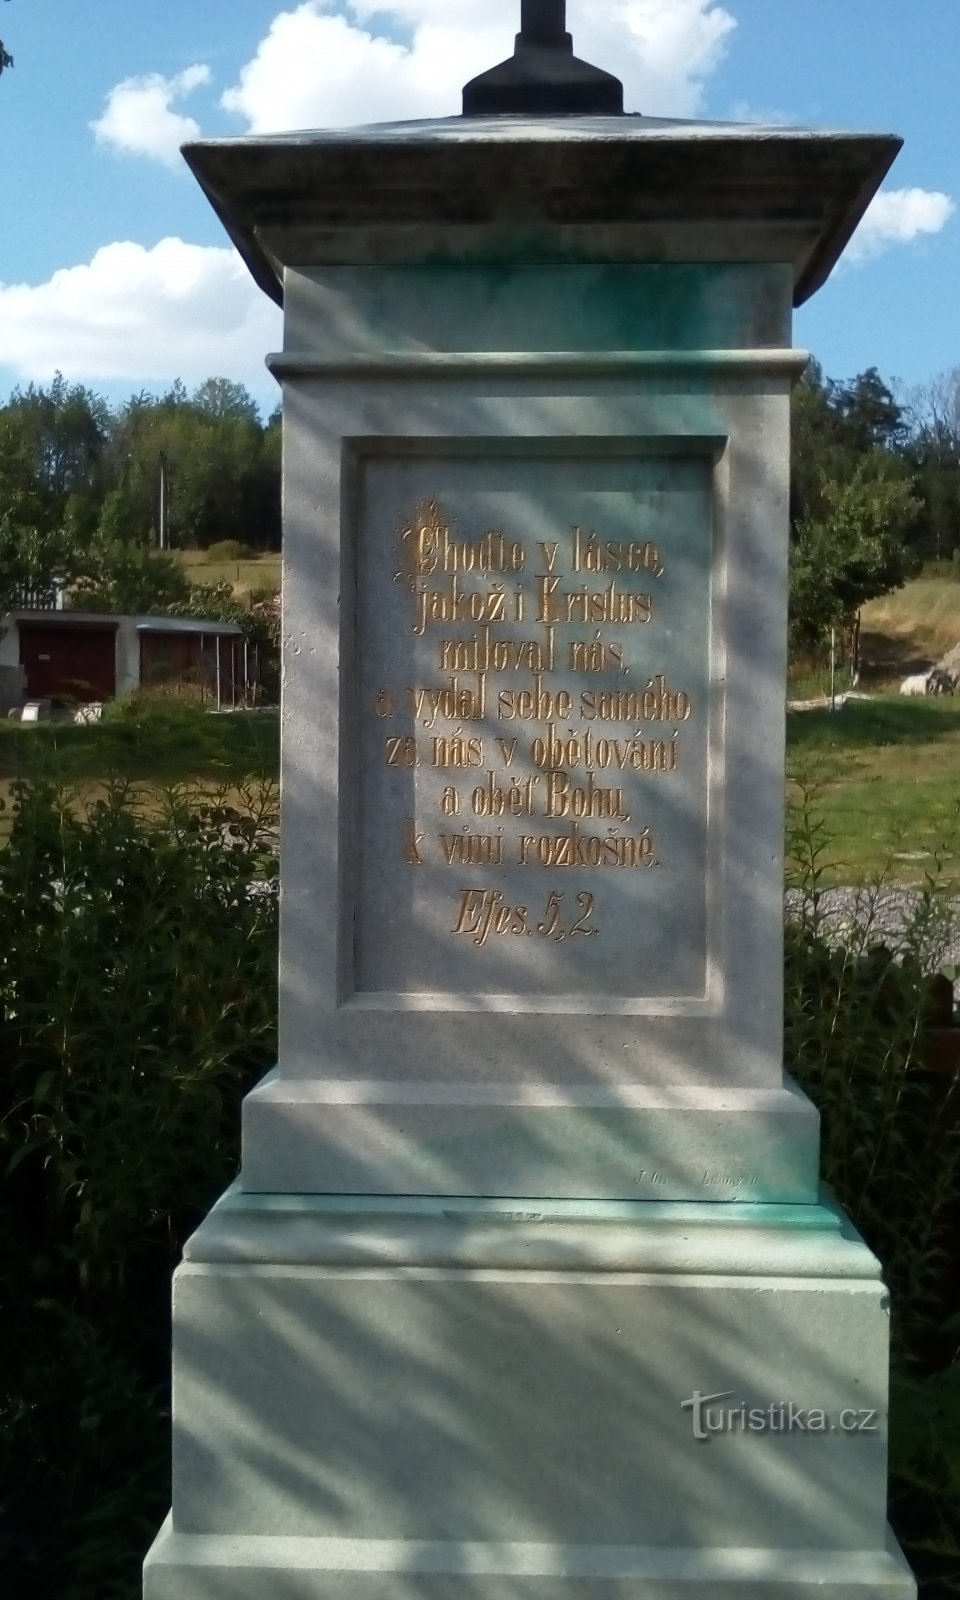 Choďte v lásce,
jakož i Kristus
miloval nás,
a vydal sebe samého
za nás v obětování
a oběť Bohu,
k vůni rozkošné.
Efes. 5,2.
Turistika.cz